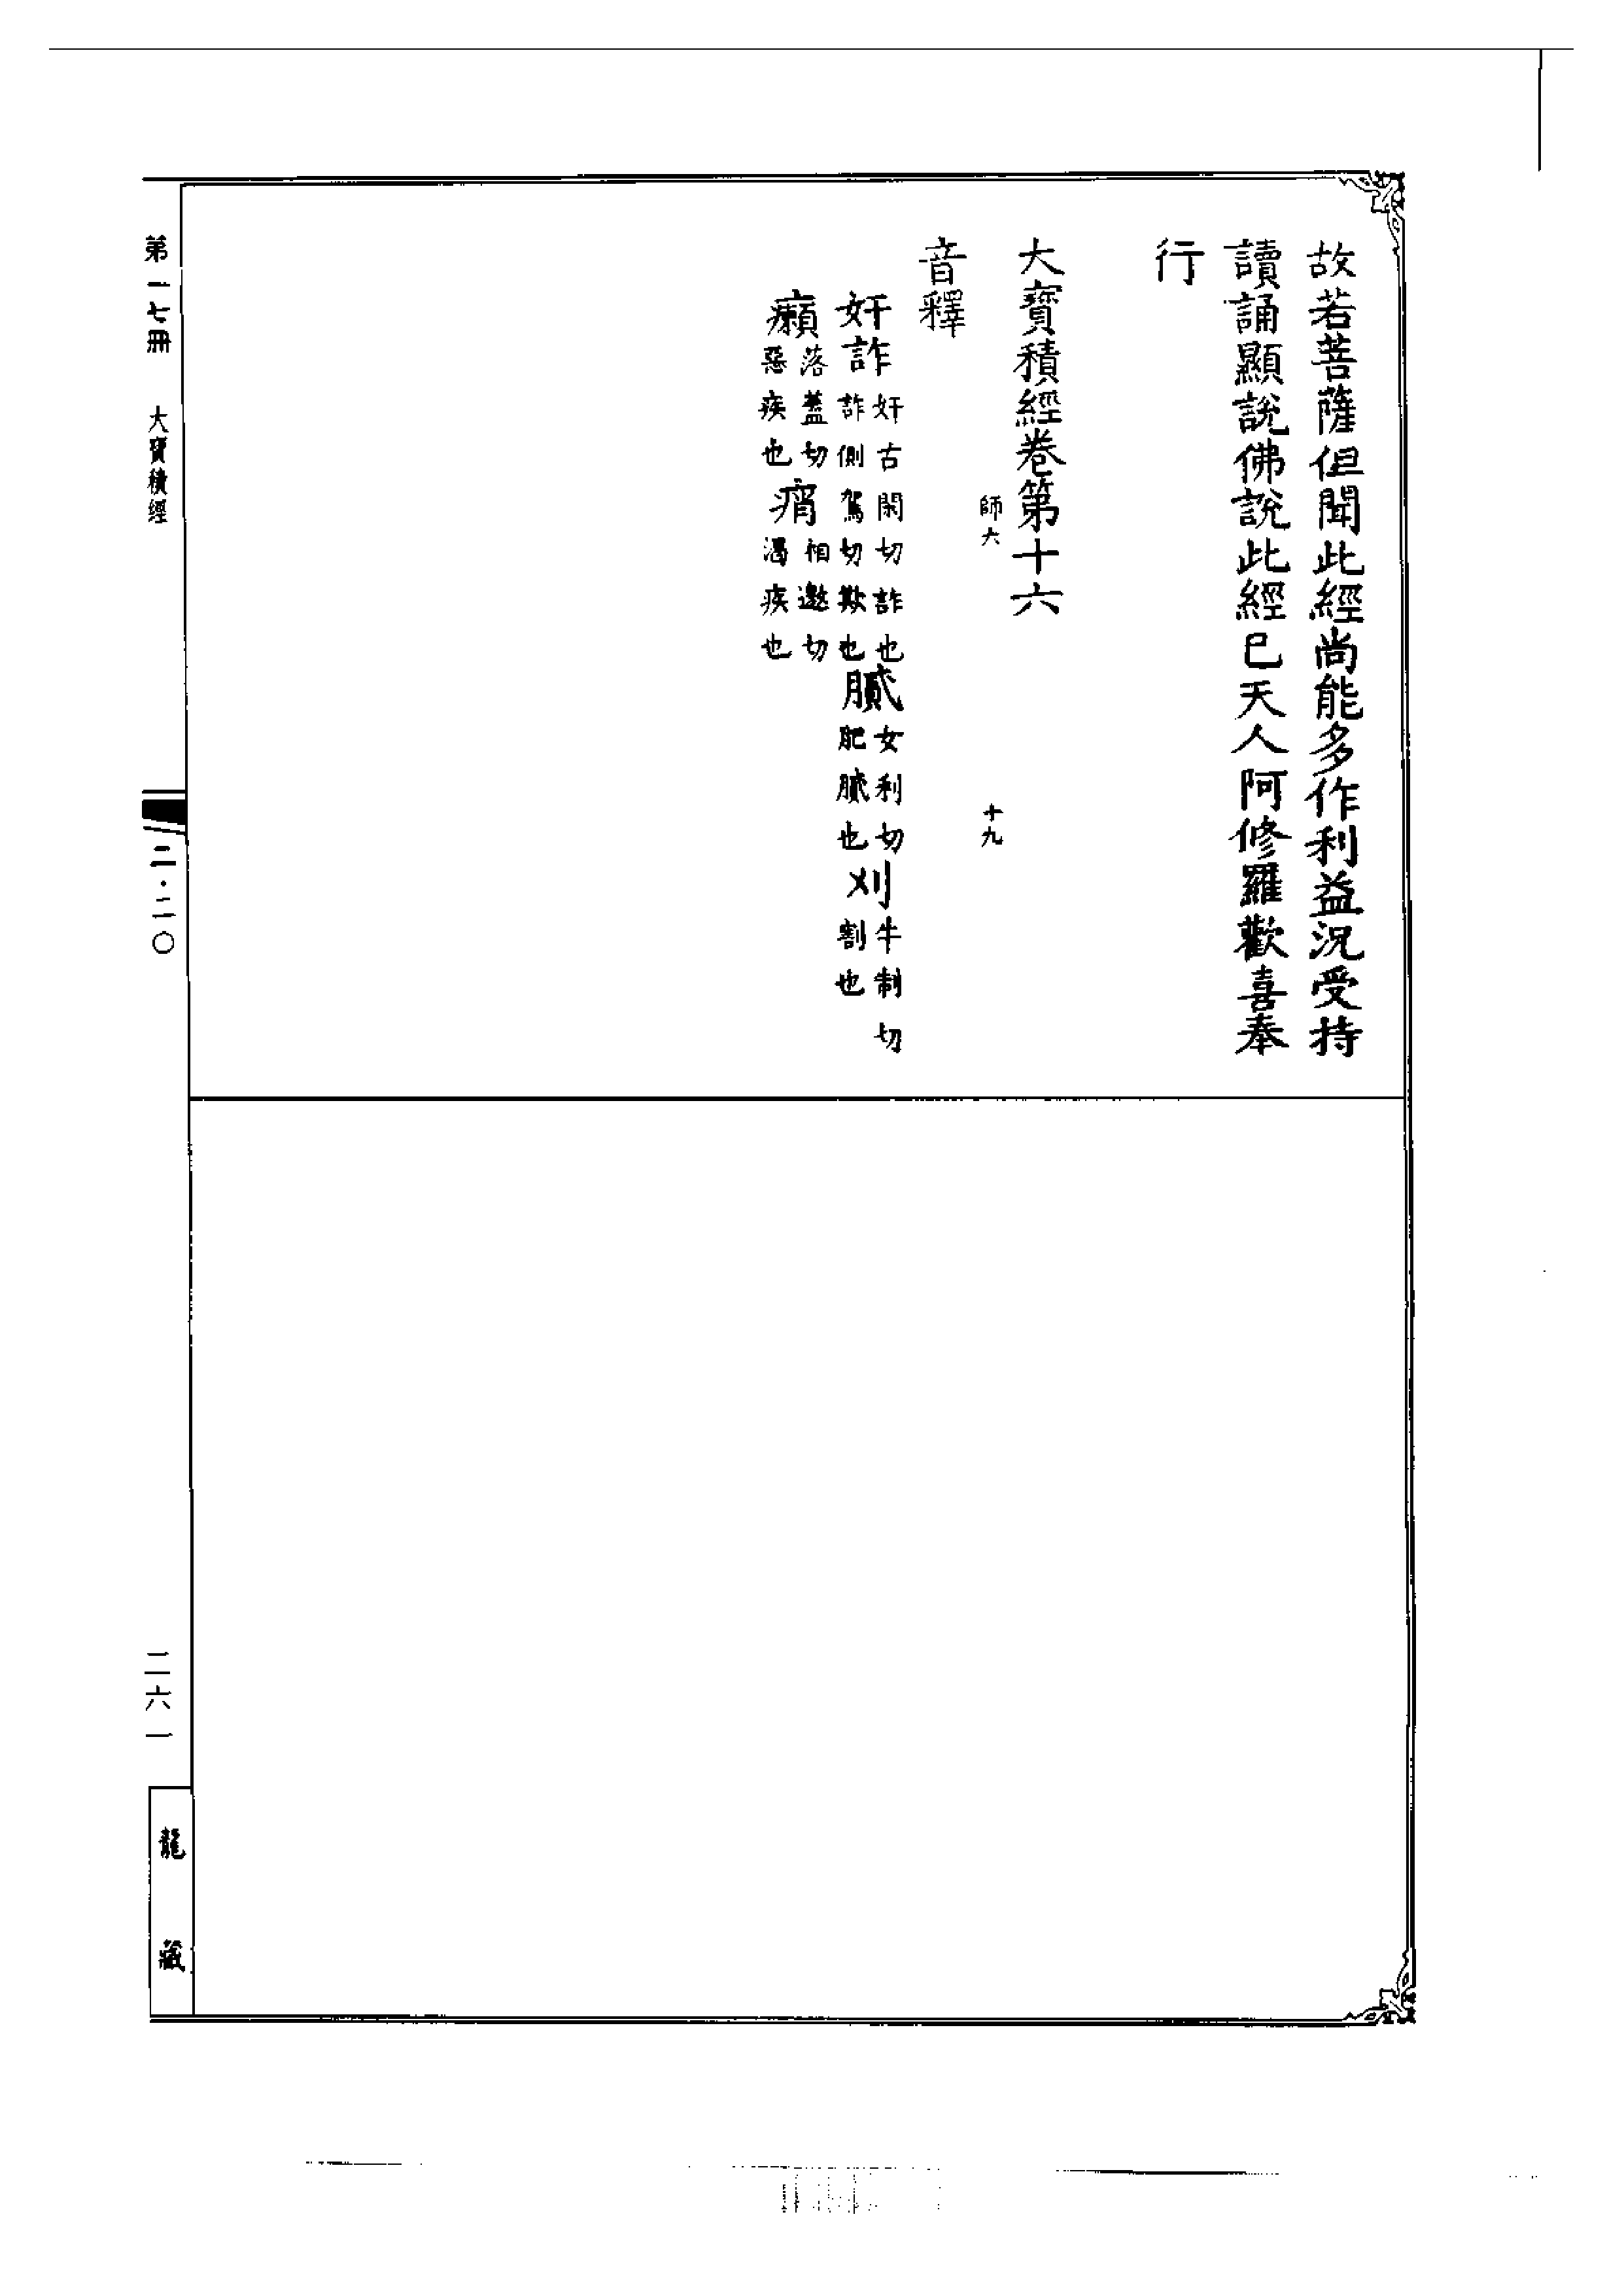 故若菩薩但聞此經尚能多作利益況受持
讀誦顯說佛說此經已天人阿修羅歡喜奉
行
大寶積經卷第十六
師六 十九
音釋
奸詐奸古閑切詐也詐側駕切欺也膩女利切肥膩也刈牛制切割也
癩落蓋切惡疾也痟相邀切渴疾也
第一七冊 大寶積經 二·二〇 二六一 龍藏